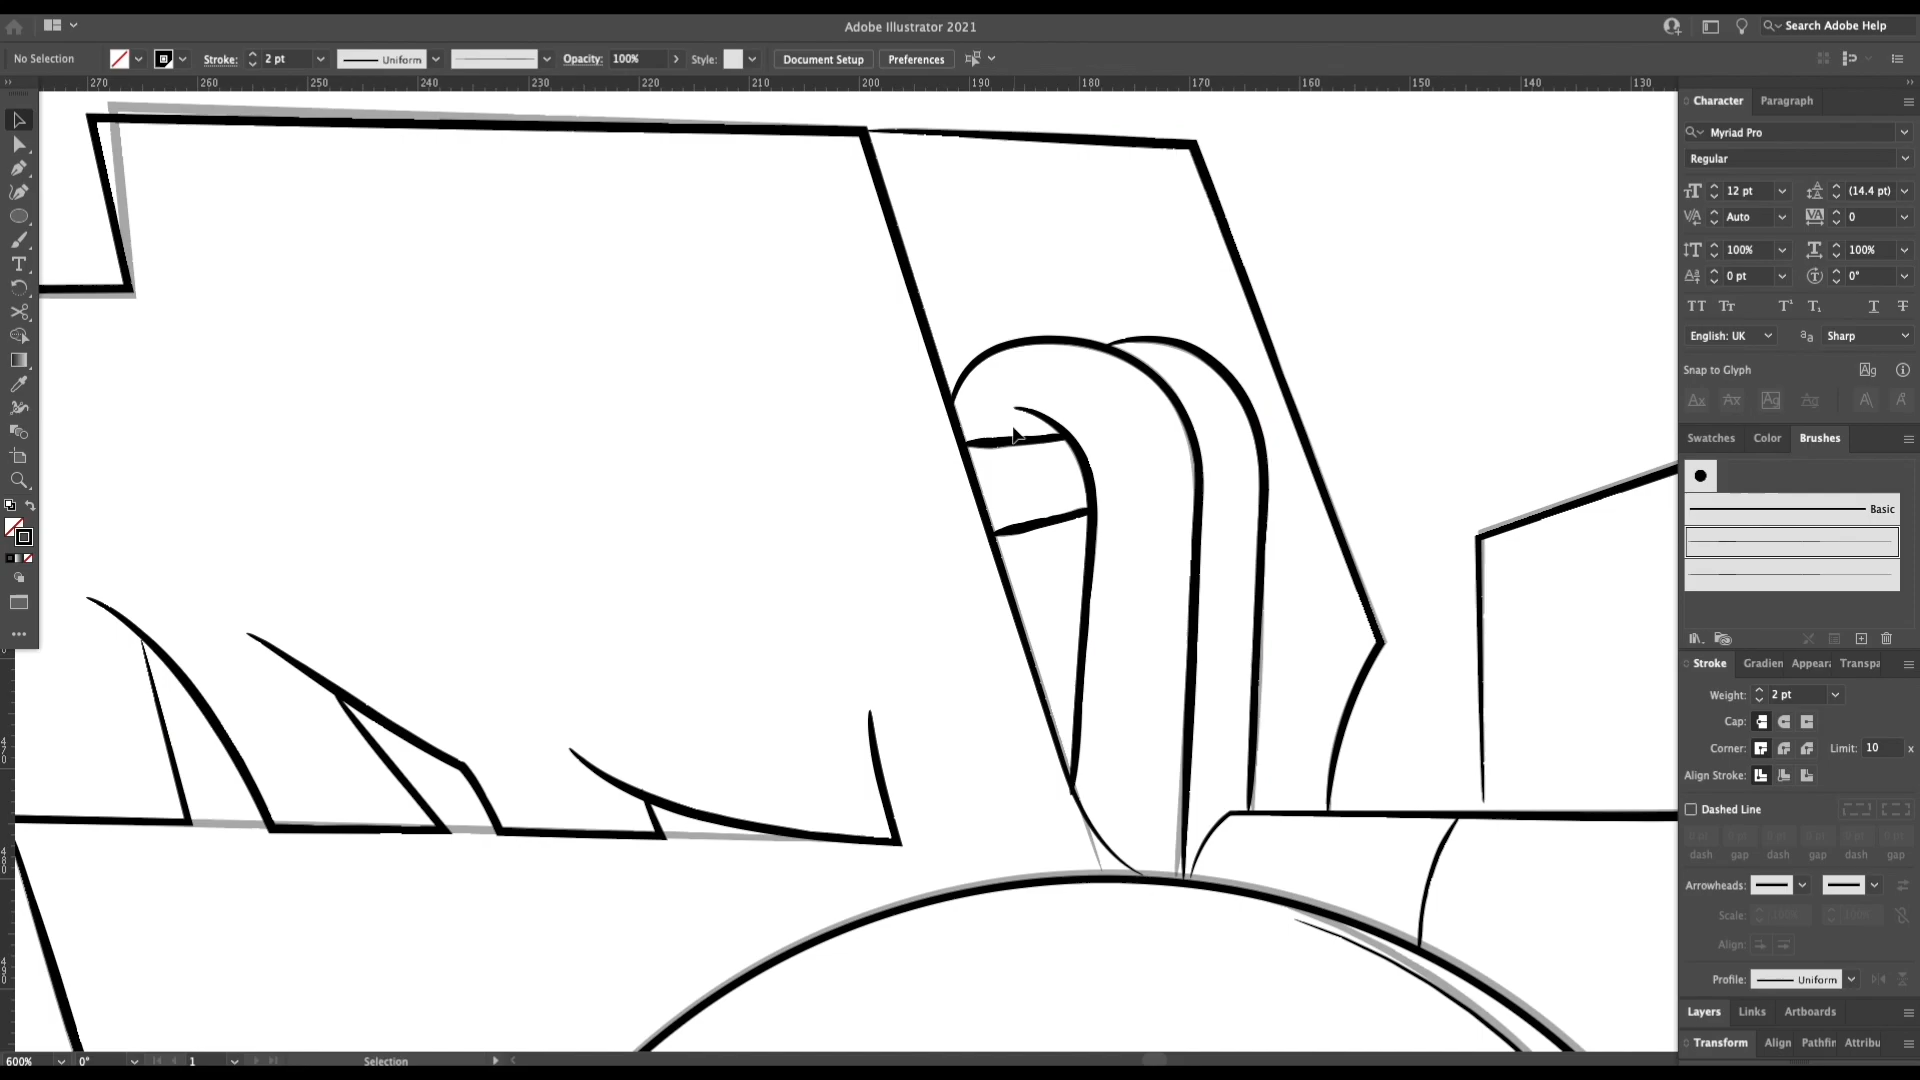 Adobe Illustrator 2021
Search Adobe Help
No Selection
Stroke:
2 pt
Uniform
Opacity:
100%
Style:
Document Setup
Preferences
270 260 250 240 230 220 210 200 190 180 170 160 150 140 130
Character
Paragraph
Myriad Pro
Regular
12 pt
(14.4 pt)
Auto
0
100%
100%
0 pt
0°
English: UK
Sharp
Snap to Glyph
Swatches
Color
Brushes
Basic
Stroke
Gradien
Appeara
Transpa
Weight:
2 pt
Cap:
Corner:
Limit:
10
x
Align Stroke:
Dashed Line
dash gap dash gap dash gap
Arrowheads:
Scale:
100%
100%
Align:
Profile:
Uniform
Layers
Links
Artboards
Transform
Align
Pathfin
Attribu
470
480
490
600%
0°
1
Selection